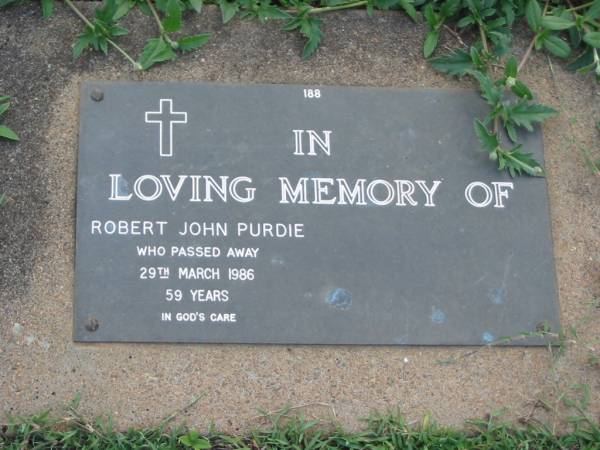 188
IN
LOVING MEMORY OF
ROBERT JOHN PURDIE
WHO PASSED AWAY
29TH MARCH 1986
59 YEARS
IN GOD'S CARE